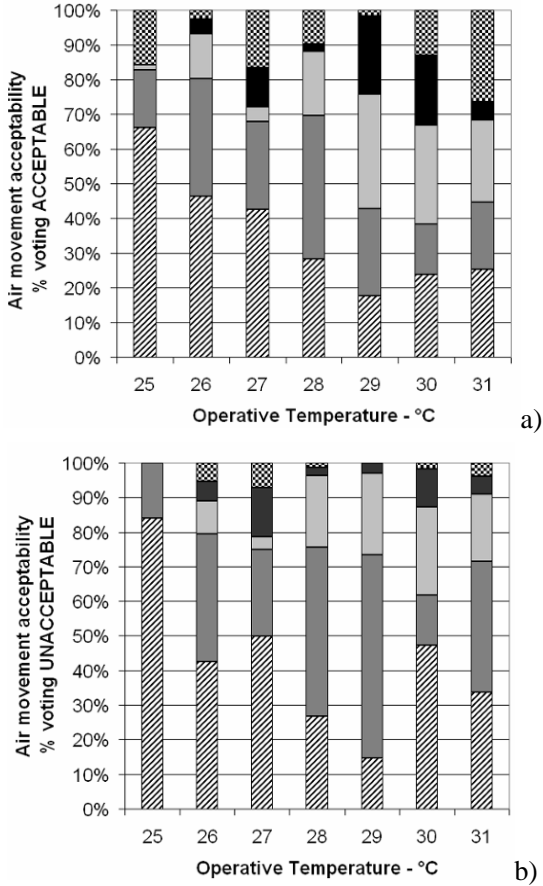 100%
90%
80%
70%
60%
50%
40%
30%
20%
10%
0%
Air movement acceptability
% voting ACCEPTABLE
25 26 27 28 29 30 31
Operative Temperature - °C
a)
100%
90%
80%
70%
60%
50%
40%
30%
20%
10%
0%
Air movement acceptability
% voting UNACCEPTABLE
25 26 27 28 29 30 31
Operative Temperature - °C
b)